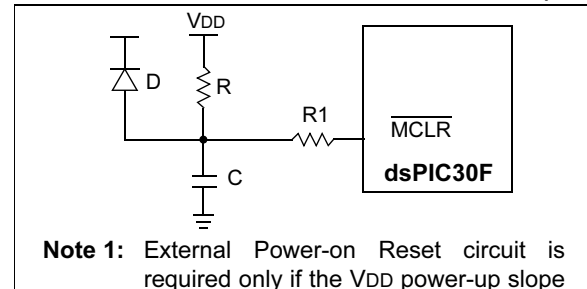 VDD
D
R
R1
MCLR
dsPIC30F
C
Note 1: External Power-on Reset circuit is
required only if the VDD power-up slope